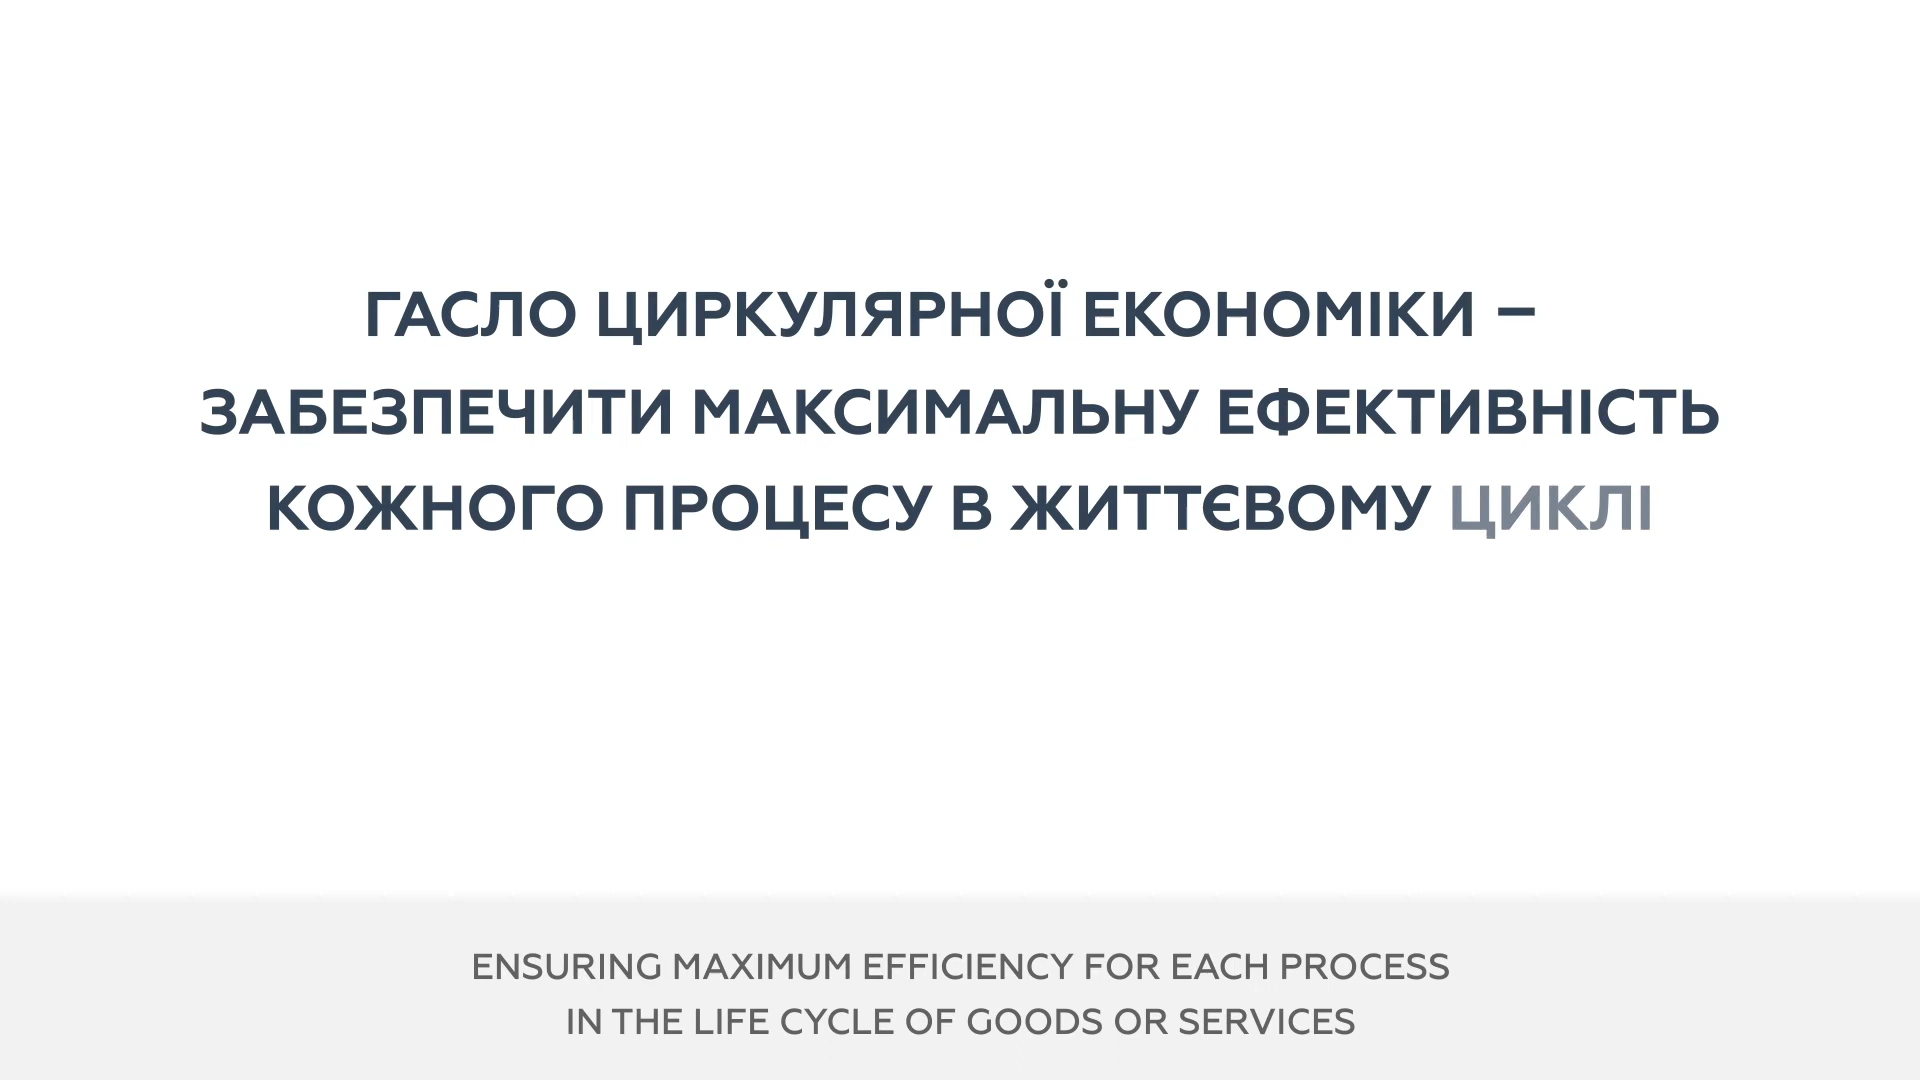 ГАСЛО ЦИРКУЛЯРНОЇ ЕКОНОМІКИ –
ЗАБЕЗПЕЧИТИ МАКСИМАЛЬНУ ЕФЕКТИВНІСТЬ
КОЖНОГО ПРОЦЕСУ В ЖИТТЄВОМУ ЦИКЛІ
ENSURING MAXIMUM EFFICIENCY FOR EACH PROCESS
IN THE LIFE CYCLE OF GOODS OR SERVICES